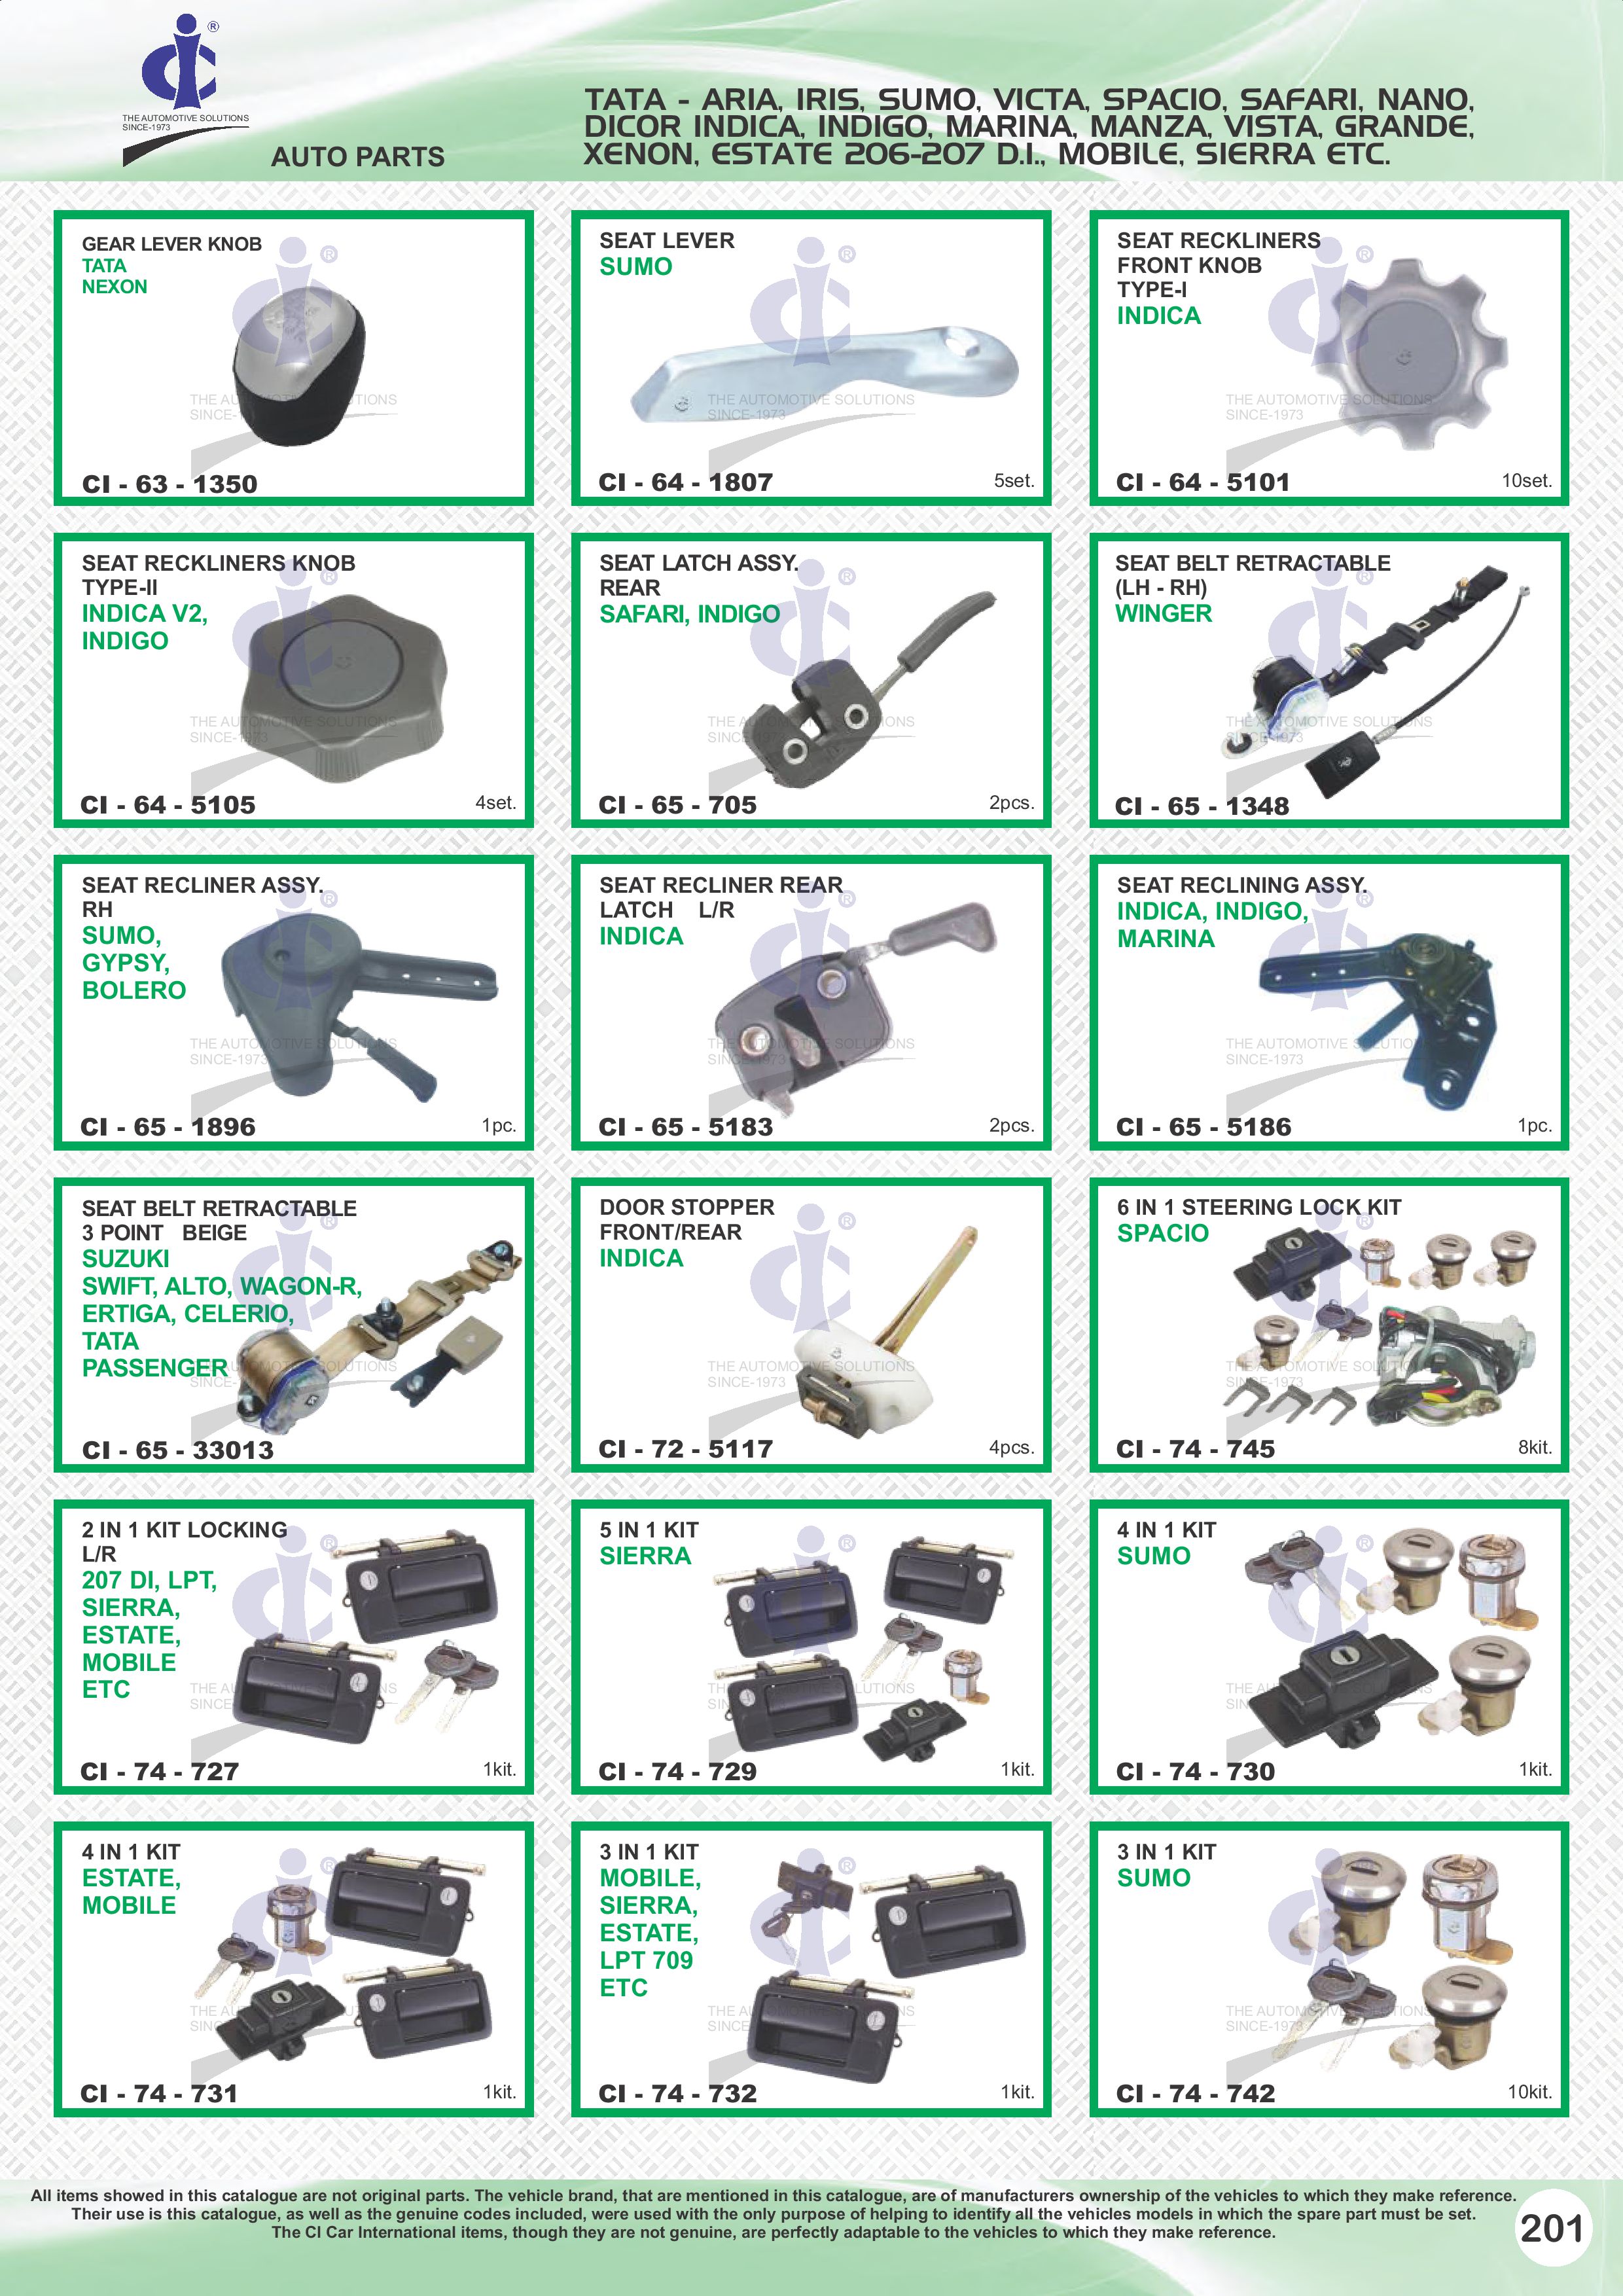 ®
THE AUTOMOTIVE SOLUTIONS
SINCE-1973
AUTO PARTS
TATA - ARIA, IRIS, SUMO, VICTA, SPACIO, SAFARI, NANO,
DICOR INDICA, INDIGO, MARINA, MANZA, VISTA, GRANDE,
XENON, ESTATE 206-207 D.I., MOBILE, SIERRA ETC.
GEAR LEVER KNOB
TATA
NEXON
CI - 63 - 1350
SEAT LEVER
SUMO
CI - 64 - 1807
5set.
SEAT RECKLINERS
FRONT KNOB
TYPE-I
INDICA
CI - 64 - 5101
10set.
SEAT RECKLINERS KNOB
TYPE-II
INDICA V2,
INDIGO
CI - 64 - 5105
4set.
SEAT LATCH ASSY.
REAR
SAFARI, INDIGO
CI - 65 - 705
2pcs.
SEAT BELT RETRACTABLE
(LH - RH)
WINGER
CI - 65 - 1348
SEAT RECLINER ASSY.
RH
SUMO,
GYPSY,
BOLERO
CI - 65 - 1896
1pc.
SEAT RECLINER REAR
LATCH L/R
INDICA
CI - 65 - 5183
2pcs.
SEAT RECLINING ASSY.
INDICA, INDIGO,
MARINA
CI - 65 - 5186
1pc.
SEAT BELT RETRACTABLE
3 POINT BEIGE
SUZUKI
SWIFT, ALTO, WAGON-R,
ERTIGA, CELERIO,
TATA
PASSENGER
CI - 65 - 33013
DOOR STOPPER
FRONT/REAR
INDICA
CI - 72 - 5117
4pcs.
6 IN 1 STEERING LOCK KIT
SPACIO
CI - 74 - 745
8kit.
2 IN 1 KIT LOCKING
L/R
207 DI, LPT,
SIERRA,
ESTATE,
MOBILE
ETC
CI - 74 - 727
1kit.
5 IN 1 KIT
SIERRA
CI - 74 - 729
1kit.
4 IN 1 KIT
SUMO
CI - 74 - 730
1kit.
4 IN 1 KIT
ESTATE,
MOBILE
CI - 74 - 731
1kit.
3 IN 1 KIT
MOBILE,
SIERRA,
ESTATE,
LPT 709
ETC
CI - 74 - 732
1kit.
3 IN 1 KIT
SUMO
CI - 74 - 742
10kit.
All items showed in this catalogue are not original parts. The vehicle brand, that are mentioned in this catalogue, are of manufacturers ownership of the vehicles to which they make reference.
Their use is this catalogue, as well as the genuine codes included, were used with the only purpose of helping to identify all the vehicles models in which the spare part must be set.
The CI Car International items, though they are not genuine, are perfectly adaptable to the vehicles to which they make reference.
201